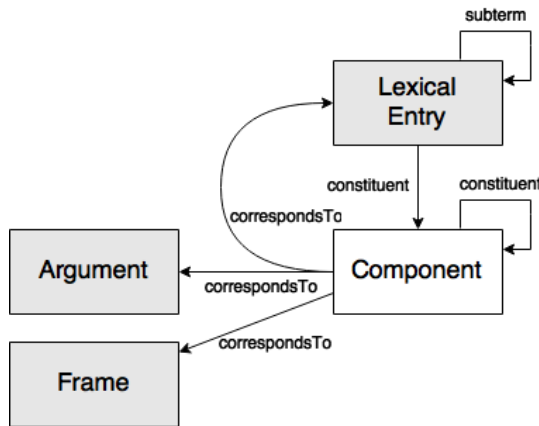 subterm
Lexical
Entry
constituent
constituent
correspondsTo
Argument
Component
correspondsTo
correspondsTo
Frame